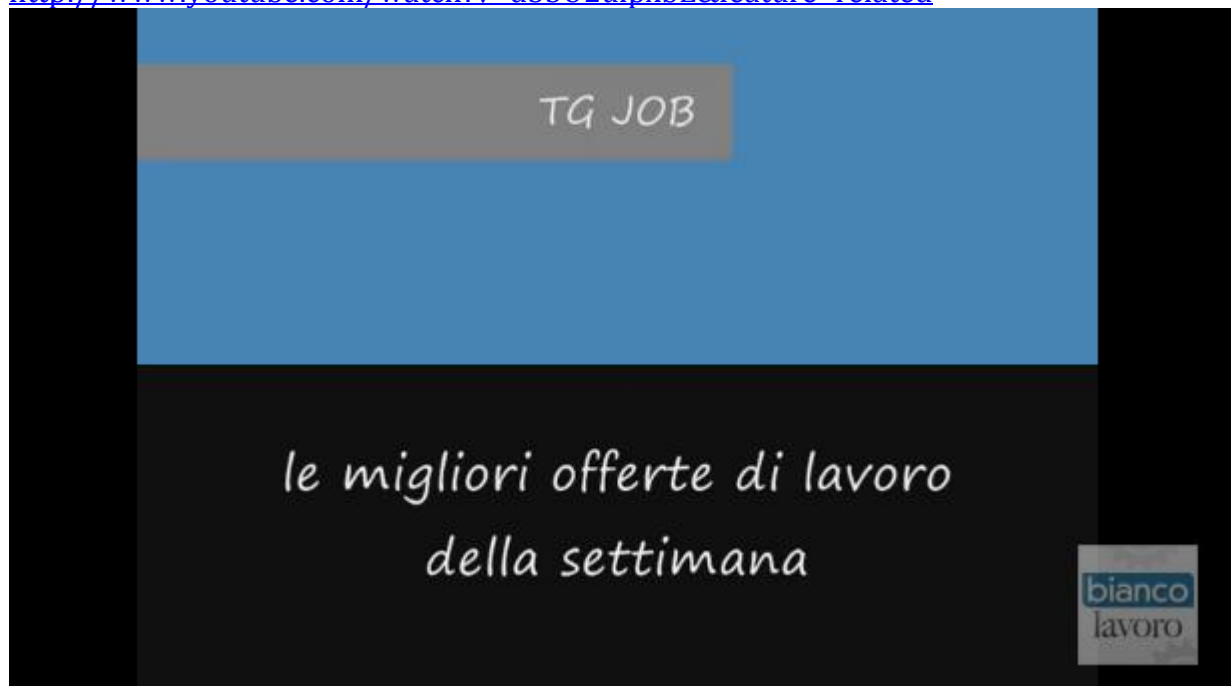 TG JOB
le migliori offerte di lavoro
della settimana
bianco
lavoro